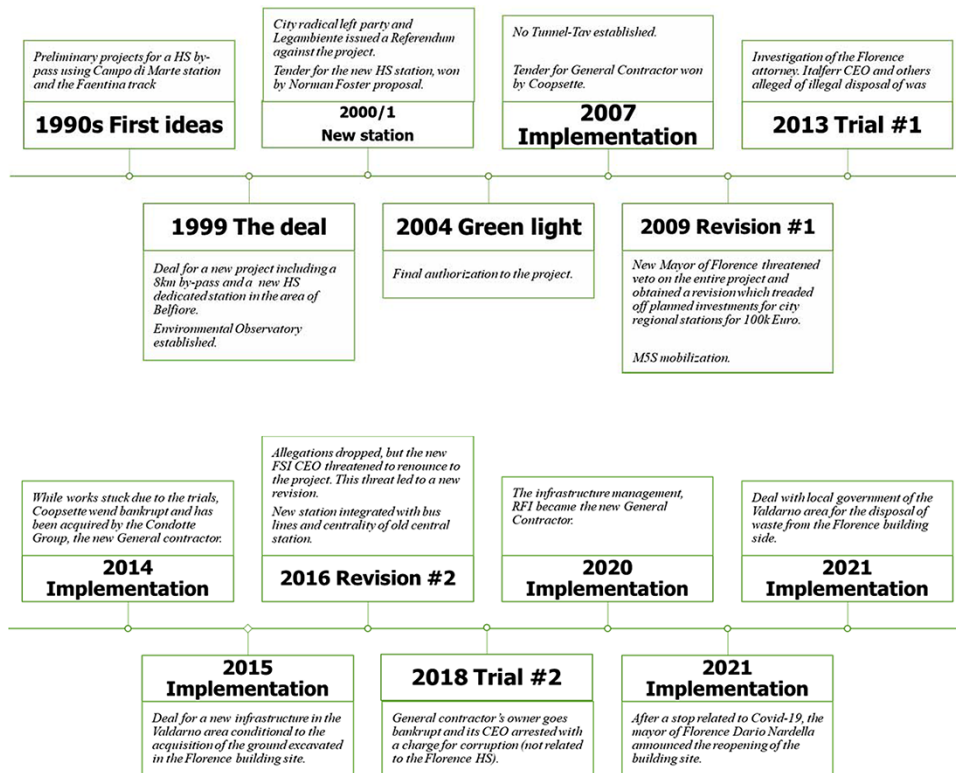 Preliminary projects for a HS by-
pass using Campo di Marte station
and the Faentina track
1990s First ideas
City radical left party and
Legambiente issued a Referendum
against the project.
Tender for the new HS station, won
by Norman Foster proposal.
2000/1
New station
No Tunnel-Tav established.
Tender for General Contractor won
by Coopsette.
2007
Implementation
Investigation of the Florence
attorney. Italferr CEO and others
alleged of illegal disposal of was
2013 Trial #1
1999 The deal
Deal for a new project including a
8km by-pass and a new HS
dedicated station in the area of
Belfiore.
Environmental Observatory
established.
2004 Green light
Final authorization to the project.
2009 Revision #1
New Mayor of Florence threatened
veto on the entire project and
obtained a revision which treaded
off planned investments for city
regional stations for 100k Euro.
M5S mobilization.
While works stuck due to the trials,
Coopsette wend bankrupt and has
been acquired by the Condotte
Group, the new General contractor.
2014
Implementation
Allegations dropped, but the new
FSI CEO threatened to renounce to
the project. This threat led to a new
revision.
New station integrated with bus
lines and centrality of old central
station.
2016 Revision #2
The infrastructure management,
RFI became the new General
Contractor.
2020
Implementation
Deal with local government of the
Valdarno area for the disposal of
waste from the Florence building
side.
2021
Implementation
2015
Implementation
Deal for a new infrastructure in the
Valdarno area conditional to the
acquisition of the ground excavated
in the Florence building site.
2018 Trial #2
General contractor's owner goes
bankrupt and its CEO arrested with
a charge for corruption (not related
to the Florence HS).
2021
Implementation
After a stop related to Covid-19, the
mayor of Florence Dario Nardella
announced the reopening of the
building site.